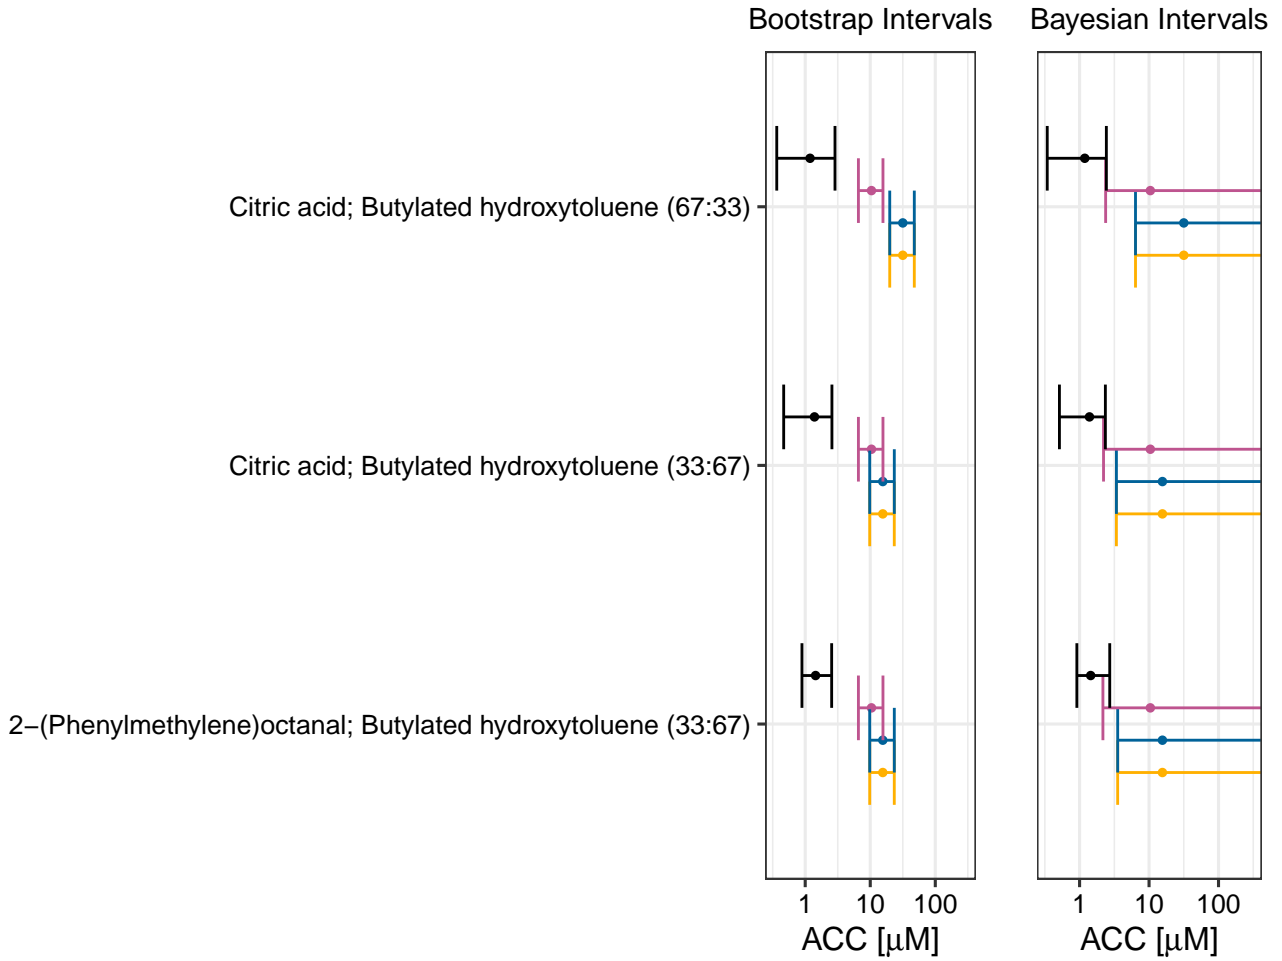 Bootstrap Intervals
Bayesian Intervals
Citric acid; Butylated hydroxytoluene (67:33)
Citric acid; Butylated hydroxytoluene (33:67)
2−(Phenylmethylene)octanal; Butylated hydroxytoluene (33:67)
1 10 100
1 10 100
ACC [μM]
ACC [μM]